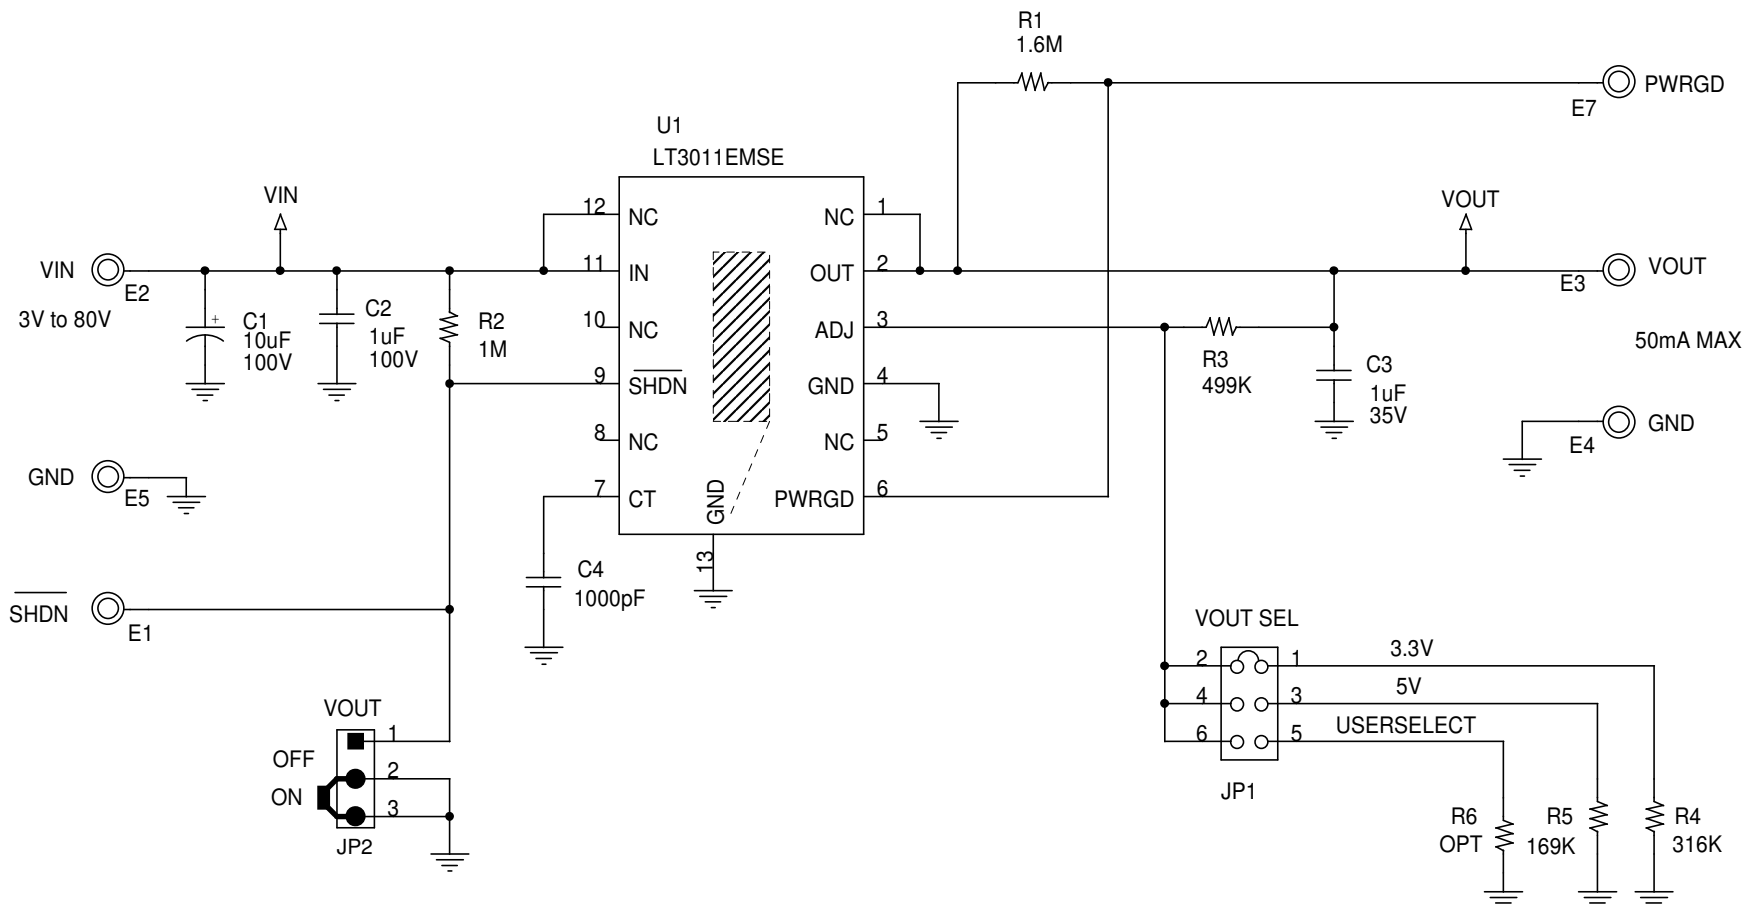 R1
1.6M
PWRGD
E7
U1
LT3011EMSE
VIN
VOUT
12
NC
NC
1
VIN
E2
3V to 80V
11
IN
OUT
2
VOUT
E3
50mA MAX
+
C1
10uF
100V
C2
1uF
100V
R2
1M
10
NC
ADJ
3
R3
499K
C3
1uF
35V
9
SHDN
GND
4
GND
E4
8
NC
NC
5
GND
E5
7
CT
GND
PWRGD
6
13
C4
1000pF
SHDN
E1
VOUT SEL
2
1
3.3V
4
3
5V
6
5
USERSELECT
JP1
VOUT
1
OFF
2
ON
3
JP2
R6
OPT
R5
169K
R4
316K